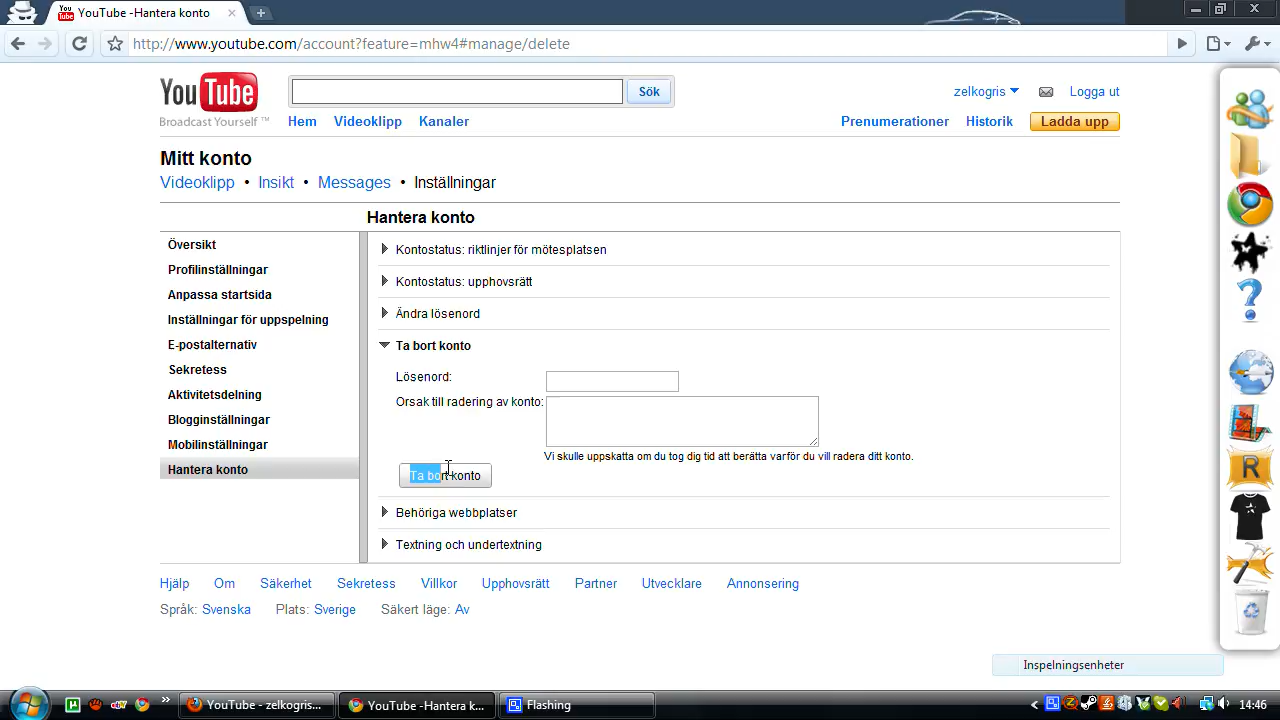 YouTube -Hantera konto
http://www.youtube.com/account?feature=mhw4#manage/delete
YouTube
Broadcast Yourself ™
Sök
zelkogris
Logga ut
Hem Videoklipp Kanaler
Prenumerationer Historik Ladda upp
Mitt konto
Videoklipp • Insikt • Messages • Inställningar
Hantera konto
Översikt
Profilinställningar
Anpassa startsida
Inställningar för uppspelning
E-postalternativ
Sekretess
Aktivitetsdelning
Blogginställningar
Mobilinställningar
Hantera konto
Kontostatus: riktlinjer för mötesplatsen
Kontostatus: upphovsrätt
Ändra lösenord
Ta bort konto
Lösenord:
Orsak till radering av konto:
Vi skulle uppskatta om du tog dig tid att berätta varför du vill radera ditt konto.
Ta bort konto
Behöriga webbplatser
Textning och undertextning
Hjälp Om Säkerhet Sekretess Villkor Upphovsrätt Partner Utvecklare Annonsering
Språk: Svenska Plats: Sverige Säkert läge: Av
Inspelningsenheter
YouTube - zelkogris...
YouTube -Hantera k...
Flashing
14:46